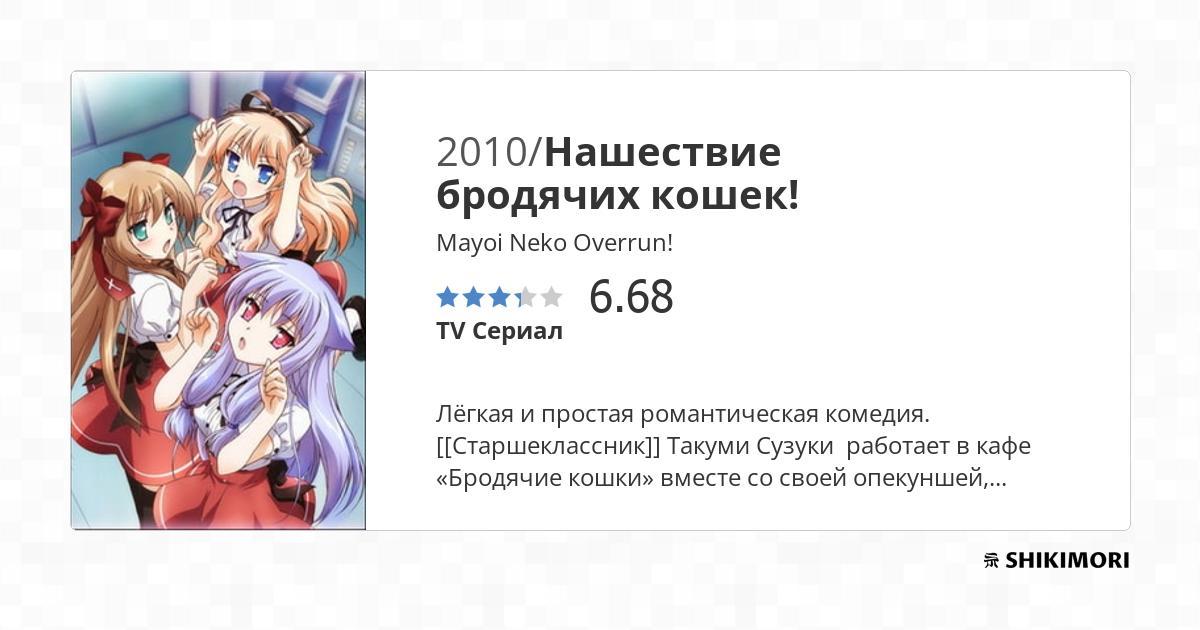 2010/Нашествие
бродячих кошек!
Mayoi Neko Overrun!
6.68
TV Сериал
Лёгкая и простая романтическая комедия.
[[Старшеклассник]] Такуми Сузуки  работает в кафе
«Бродячие кошки» вместе со своей опекуншей,...
SHIKIMORI